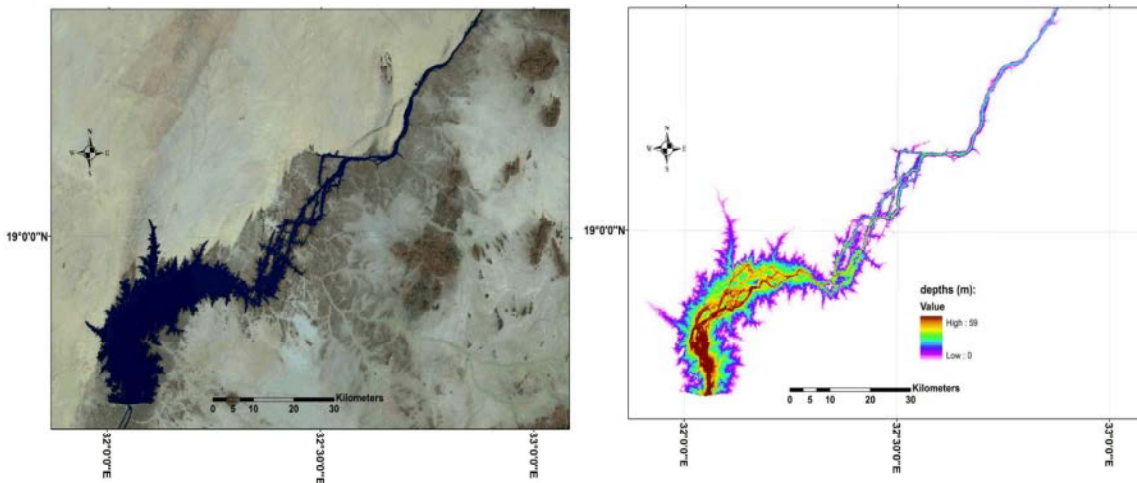 N
W
E
S
19°0'0"N
Kilometers
0 5 10 20 30
32°0'0"E
32°30'0"E
33°0'0"E
N
W
E
S
19°0'0"N
depths (m):
Value
High : 59
Low : 0
Kilometers
0 5 10 20 30
32°0'0"E
32°30'0"E
33°0'0"E